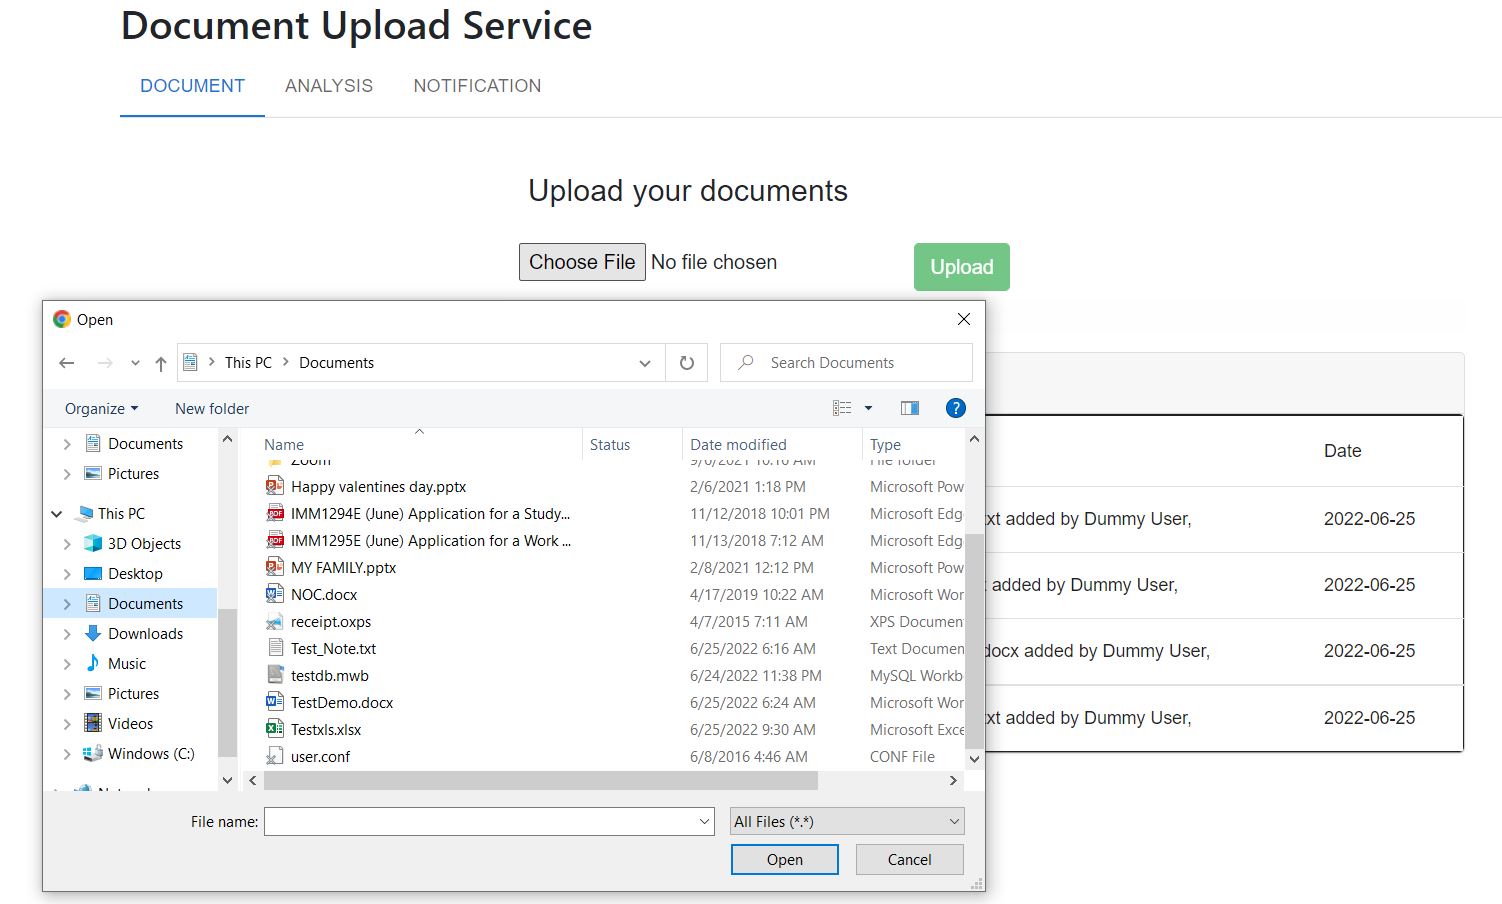 Document Upload Service
DOCUMENT ANALYSIS NOTIFICATION
Upload your documents
Choose File No file chosen Upload
Open
This PC > Documents
Search Documents
Organize New folder
Documents
Pictures
This PC
3D Objects
Desktop
Documents
Downloads
Music
Pictures
Videos
Windows (C:)
Name Status Date modified Type
Zoom 9/6/2021 10:16 AM File folder
Happy valentines day.pptx 2/6/2021 1:18 PM Microsoft Pow
IMM1294E (June) Application for a Study... 11/12/2018 10:01 PM Microsoft Edg
IMM1295E (June) Application for a Work ... 11/13/2018 7:12 AM Microsoft Edg
MY FAMILY.pptx 2/8/2021 12:12 PM Microsoft Pow
NOC.docx 4/17/2019 10:22 AM Microsoft Wor
receipt.oxps 4/7/2015 7:11 AM XPS Documen
Test_Note.txt 6/25/2022 6:16 AM Text Documen
testdb.mwb 6/24/2022 11:38 PM MySQL Workb
TestDemo.docx 6/25/2022 6:24 AM Microsoft Wor
Testxls.xlsx 6/25/2022 9:30 AM Microsoft Exce
user.conf 6/8/2016 4:46 AM CONF File
File name: All Files (*.*)
Open Cancel
Date
xt added by Dummy User, 2022-06-25
added by Dummy User, 2022-06-25
docx added by Dummy User, 2022-06-25
xt added by Dummy User, 2022-06-25